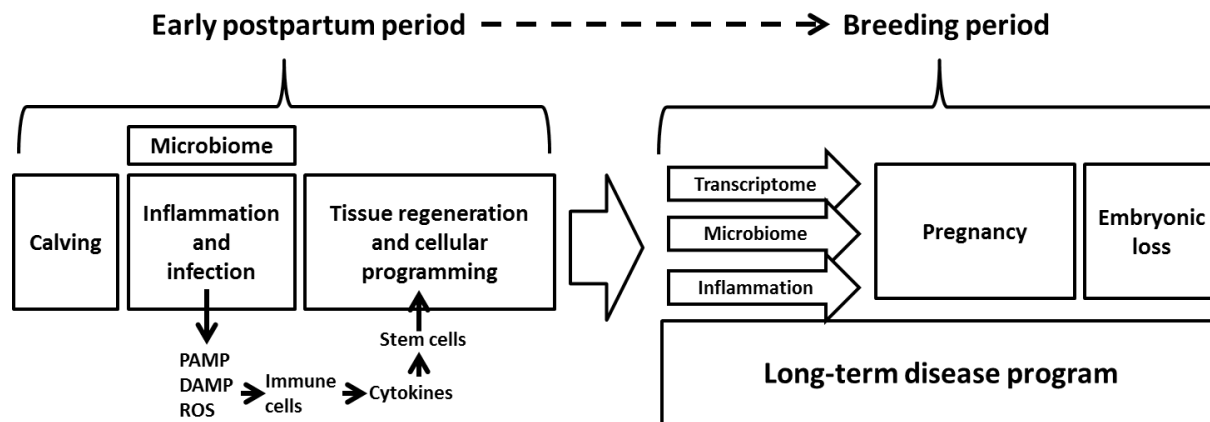 Early postpartum period
Breeding period
Microbiome
Calving
Inflammation
and
infection
Tissue regeneration
and cellular
programming
Transcriptome
Microbiome
Inflammation
Pregnancy
Embryonic
loss
Stem cells
PAMP
DAMP
ROS
Immune
cells
Cytokines
Long-term disease program